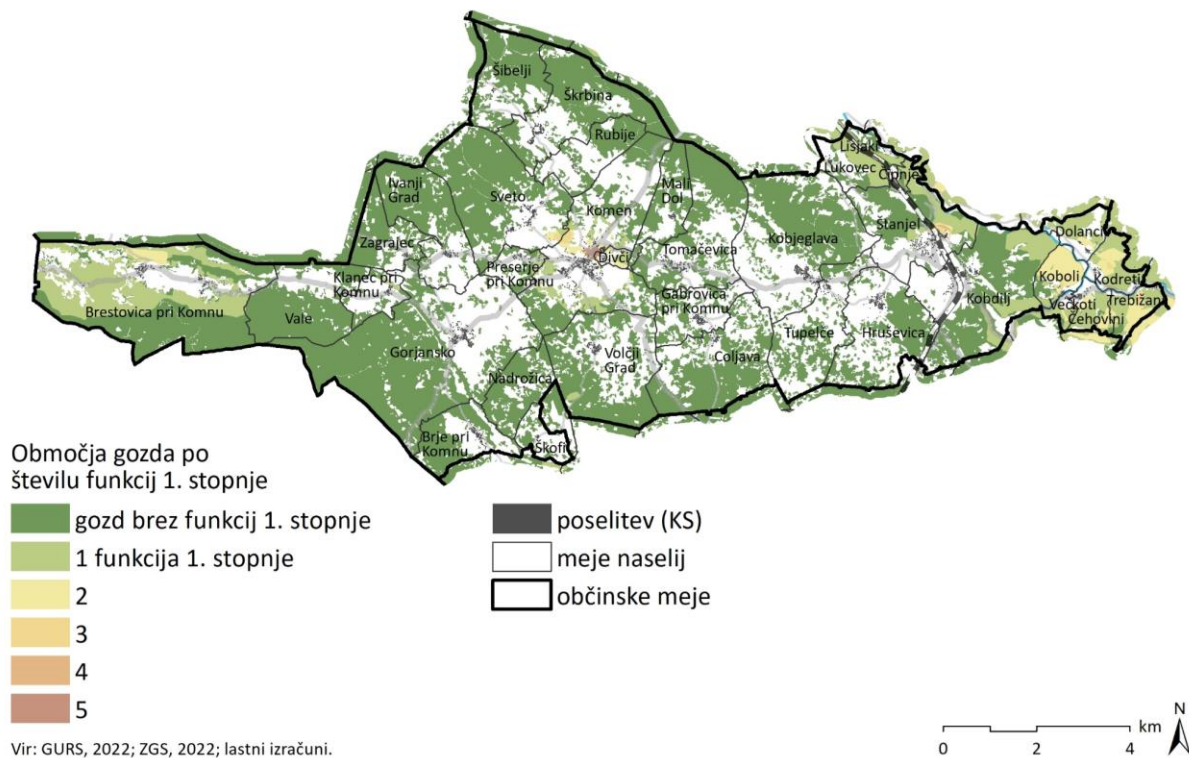 Šibelji
Škrbina
Rubije
Lisjaki
Lukovec
Čipnje
Ivanji
Grad
Sveto
Mali
Dol
Komen
Štanjel
Dolanci
Zagrajec
Divči
Tomačevica
Kobjeglava
Klanec pri
Komnu
Preserje
pri Komnu
Koboli
Kodreti
Brestovica pri Komnu
Vale
Gabrovica
pri Komnu
Kobdilj
Večkoti
Trebižani
Čehovini
Gorjansko
Volčji
Grad
Coljava
Tupelče
Hruševica
Nadrožica
Brje pri
Komnu
Škofi
Območja gozda po
številu funkcij 1. stopnje
gozd brez funkcij 1. stopnje
1 funkcija 1. stopnje
2
3
4
5
poselitev (KS)
meje naselij
občinske meje
Vir: GURS, 2022; ZGS, 2022; lastni izračuni.
km
0 2 4
N